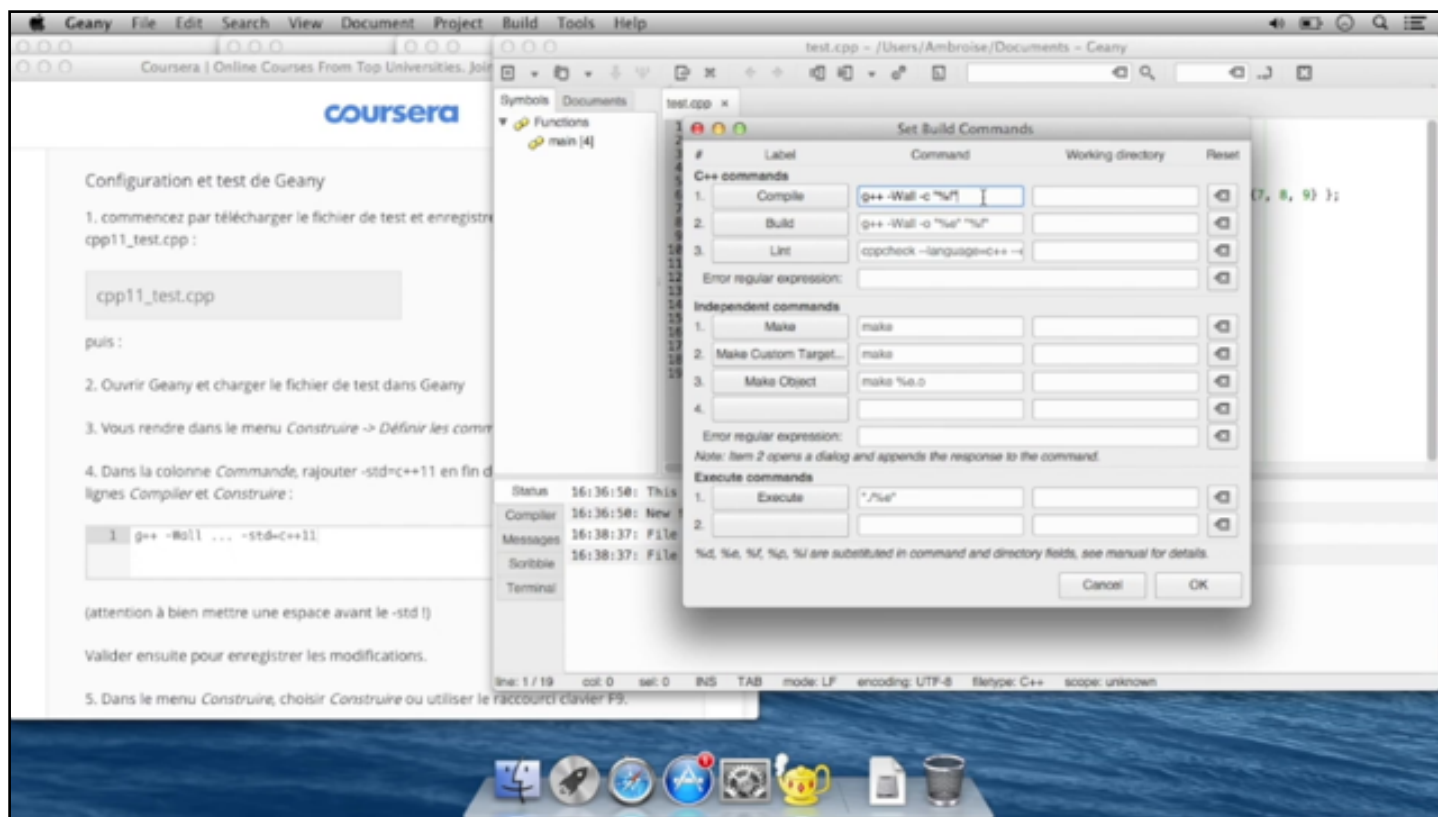 Geany File Edit Search View Document Project Build Tools Help
Coursera | Online Courses From Top Universities. Join
coursera
Configuration et test de Geany
1. commencez par télécharger le fichier de test et enregistre
cpp11_test.cpp :
cpp11_test.cpp
puis :
2. Ouvrir Geany et charger le fichier de test dans Geany
3. Vous rendre dans le menu Construire -> Définir les comm
4. Dans la colonne Commande, rajouter -std=c++11 en fin d
lignes Compiler et Construire :
1 g++ -Wall ... -std=c++11
(attention à bien mettre une espace avant le -std !)
Valider ensuite pour enregistrer les modifications.
5. Dans le menu Construire, choisir Construire ou utiliser le raccourci clavier F9.
test.cpp – /Users/Ambroise/Documents – Geany
Symbols Documents
Functions
main [4]
test.cpp
{7, 8, 9} };
Set Build Commands
# Label Command Working directory Reset
C++ commands
1. Compile g++ -Wall -c "%f"
2. Build g++ -Wall -o "%e" "%f"
3. Lint cppcheck --language=c++ --
Error regular expression:
Independent commands
1. Make make
2. Make Custom Target... make
3. Make Object make %e.o
4.
Error regular expression:
Note: Item 2 opens a dialog and appends the response to the command.
Execute commands
1. Execute "./%e"
2.
%d, %e, %f, %p, %l are substituted in command and directory fields, see manual for details.
Cancel OK
Status
Compiler
Messages
Scribble
Terminal
16:36:50: This
16:36:50: New
16:38:37: File
16:38:37: File
line: 1 / 19 col: 0 sel: 0 INS TAB mode: LF encoding: UTF-8 filetype: C++ scope: unknown
1